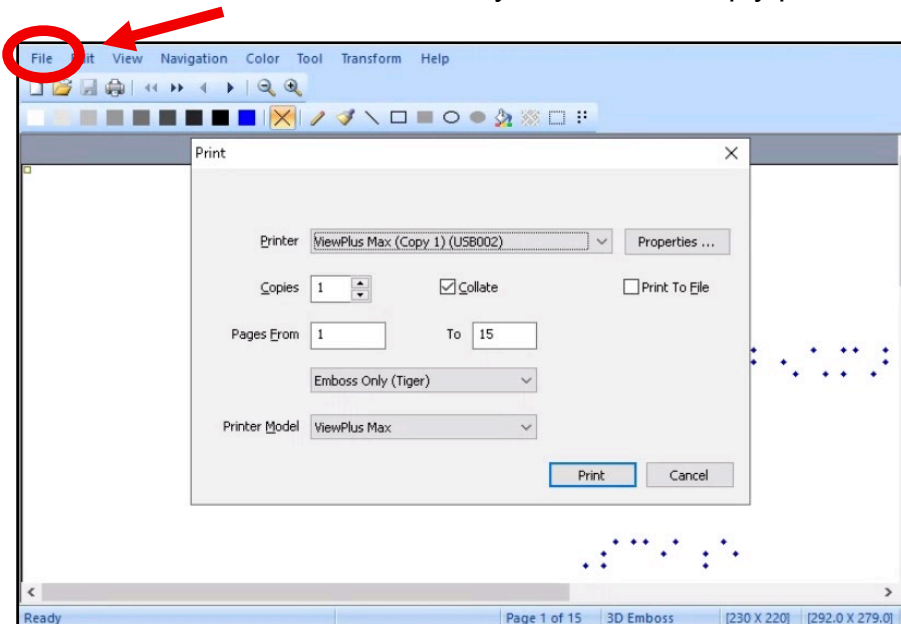 File Edit View Navigation Color Tool Transform Help
Print
Printer ViewPlus Max (Copy 1) (USB002) Properties ...
Copies 1 Collate Print To File
Pages From 1 To 15
Emboss Only (Tiger)
Printer Model ViewPlus Max
Print Cancel
Ready Page 1 of 15 3D Emboss [230 X 220] [292.0 X 279.0]